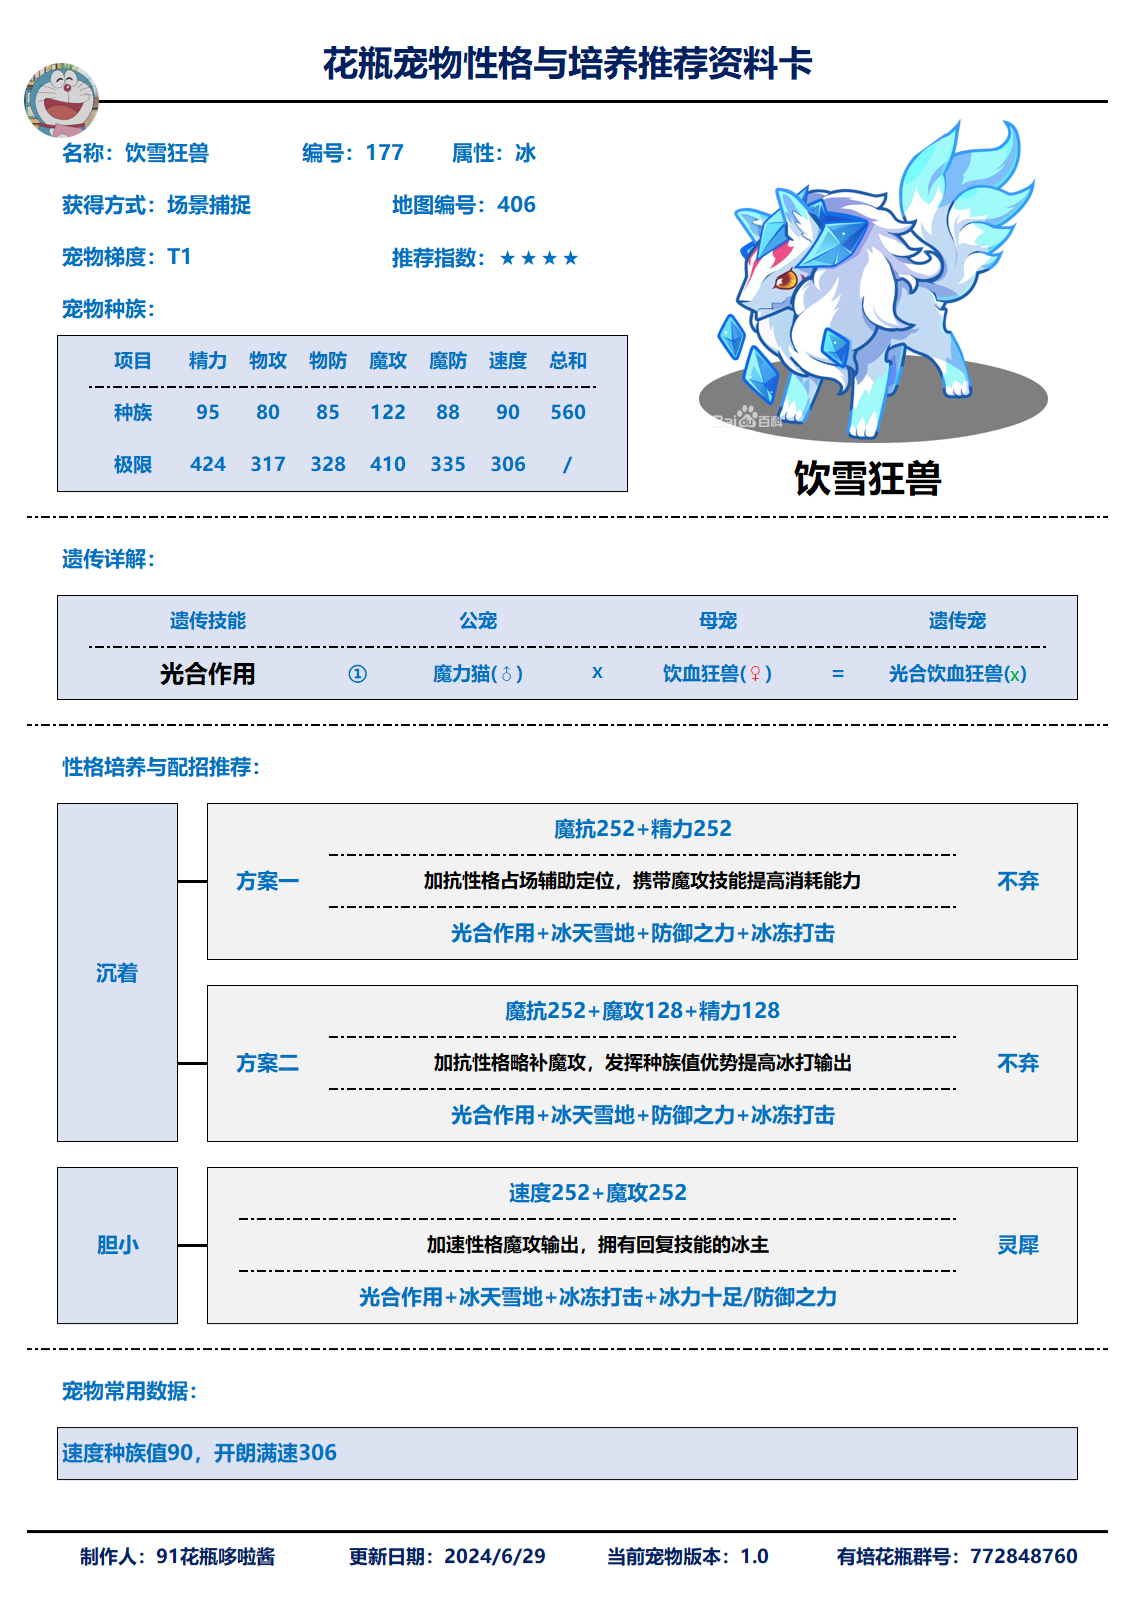 花瓶宠物性格与培养推荐资料卡
名称：饮雪狂兽 编号：177 属性：冰
获得方式：场景捕捉 地图编号：406
宠物梯度：T1 推荐指数：★★★★
宠物种族：
项目 精力 物攻 物防 魔攻 魔防 速度 总和
种族 95 80 85 122 88 90 560
极限 424 317 328 410 335 306 /
Bai du 百科
饮雪狂兽
遗传详解：
遗传技能 公宠 母宠 遗传宠
光合作用 ① 魔力猫(♂) X 饮血狂兽(♀) = 光合饮血狂兽(x)
性格培养与配招推荐：
沉着
方案一
魔抗252+精力252
加抗性格占场辅助定位，携带魔攻技能提高消耗能力
光合作用+冰天雪地+防御之力+冰冻打击
不弃
方案二
魔抗252+魔攻128+精力128
加抗性格略补魔攻，发挥种族值优势提高冰打输出
光合作用+冰天雪地+防御之力+冰冻打击
不弃
胆小
速度252+魔攻252
加速性格魔攻输出，拥有回复技能的冰主
光合作用+冰天雪地+冰冻打击+冰力十足/防御之力
灵犀
宠物常用数据：
速度种族值90，开朗满速306
制作人：91花瓶哆啦酱 更新日期：2024/6/29 当前宠物版本：1.0 有培花瓶群号：772848760